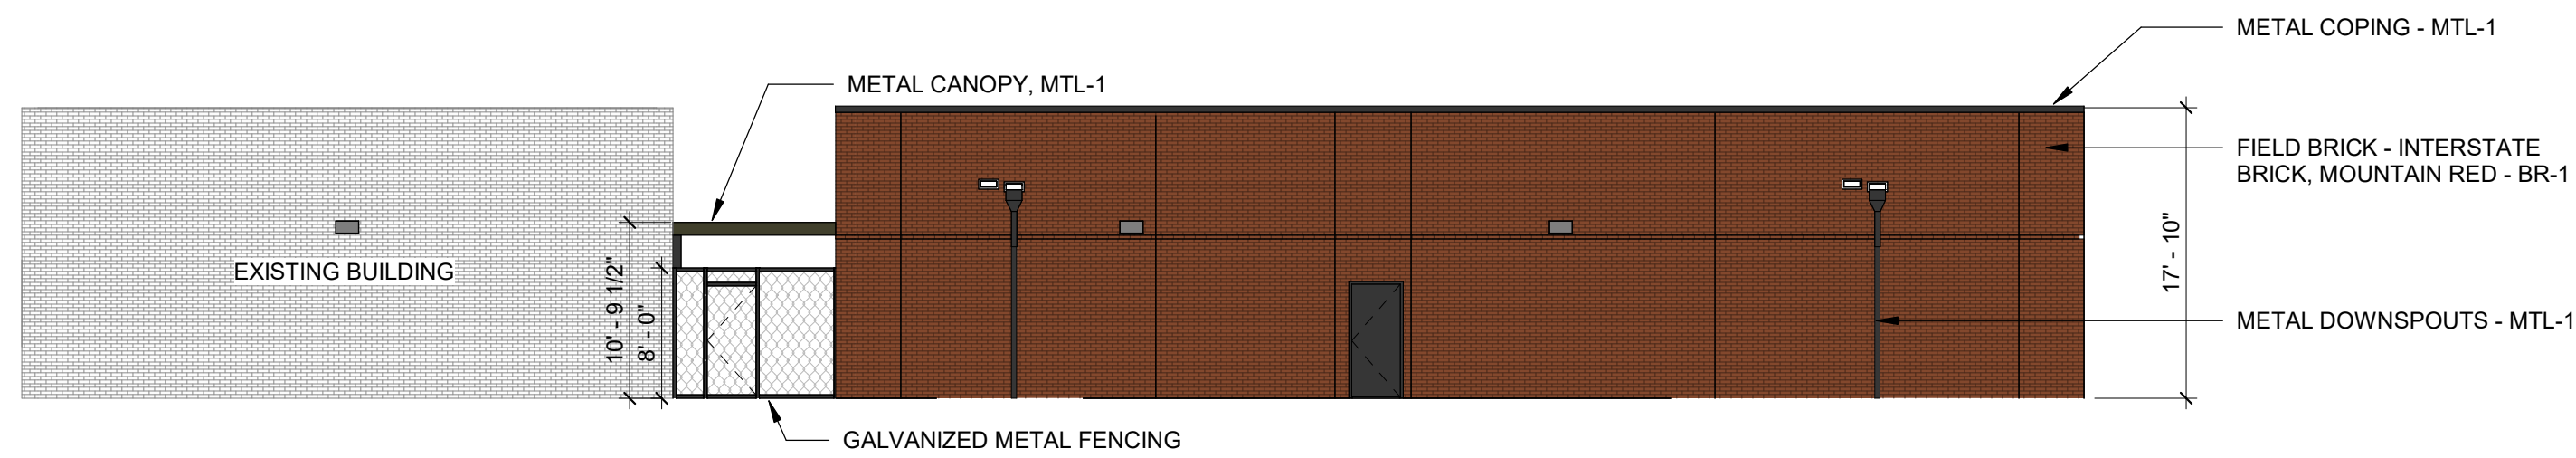 METAL COPING - MTL-1
METAL CANOPY, MTL-1
FIELD BRICK - INTERSTATE
BRICK, MOUNTAIN RED - BR-1
EXISTING BUILDING
10' - 9 1/2"
8' - 0"
17' - 10"
METAL DOWNSPOUTS - MTL-1
GALVANIZED METAL FENCING